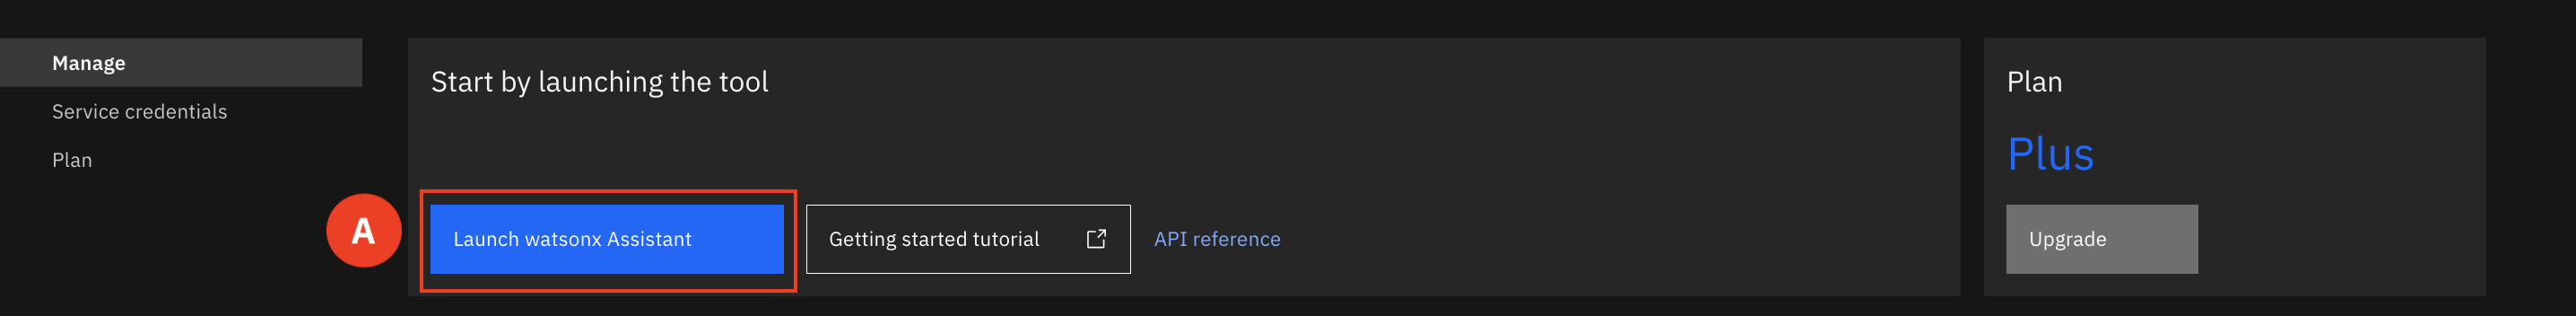 Manage
Service credentials
Plan
Start by launching the tool
A
Launch watsonx Assistant
Getting started tutorial
API reference
Plan
Plus
Upgrade